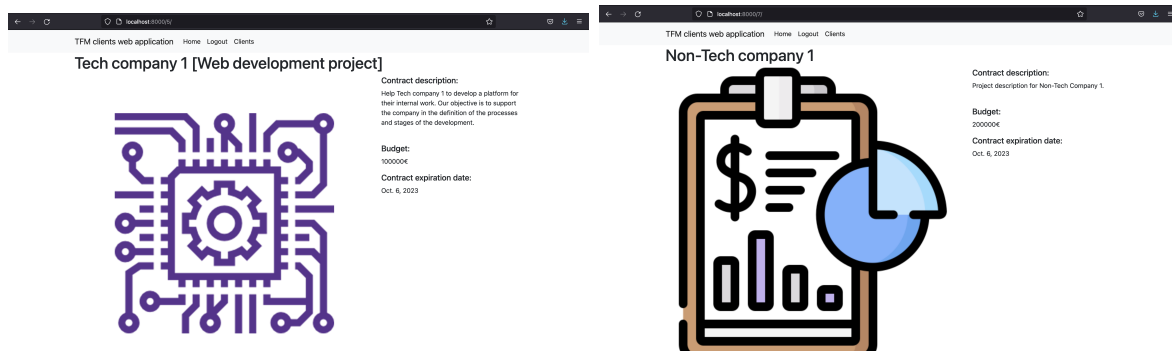 localhost:8000/6/
TFM clients web application Home Logout Clients
Tech company 1 [Web development project]
Contract description:
Help Tech company 1 to develop a platform for
their internal work. Our objective is to support
the company in the definition of the processes
and stages of the development.
Budget:
100000€
Contract expiration date:
Oct. 6, 2023
localhost:8000/7/
TFM clients web application Home Logout Clients
Non-Tech company 1
Contract description:
Project description for Non-Tech Company 1.
Budget:
200000€
Contract expiration date:
Oct. 6, 2023
$